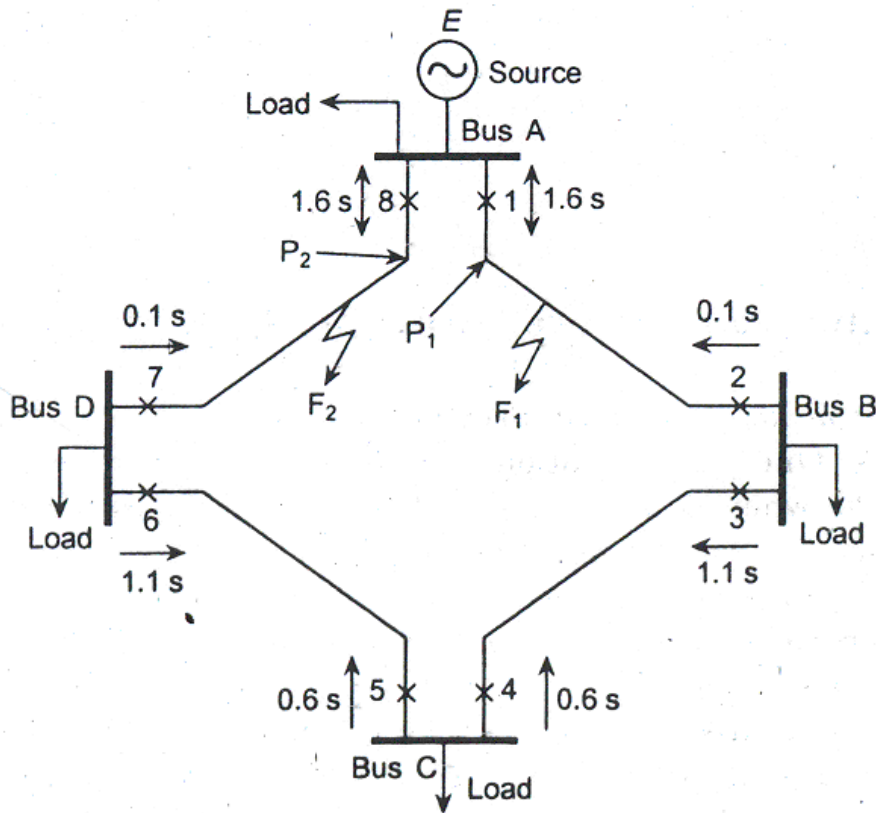 E
Source
Load
Bus A
1.6 s
8
1
1.6 s
P₂
P₁
0.1 s
0.1 s
7
2
Bus D
F₂
F₁
Bus B
6
3
Load
Load
1.1 s
1.1 s
0.6 s
5
4
0.6 s
Bus C
Load